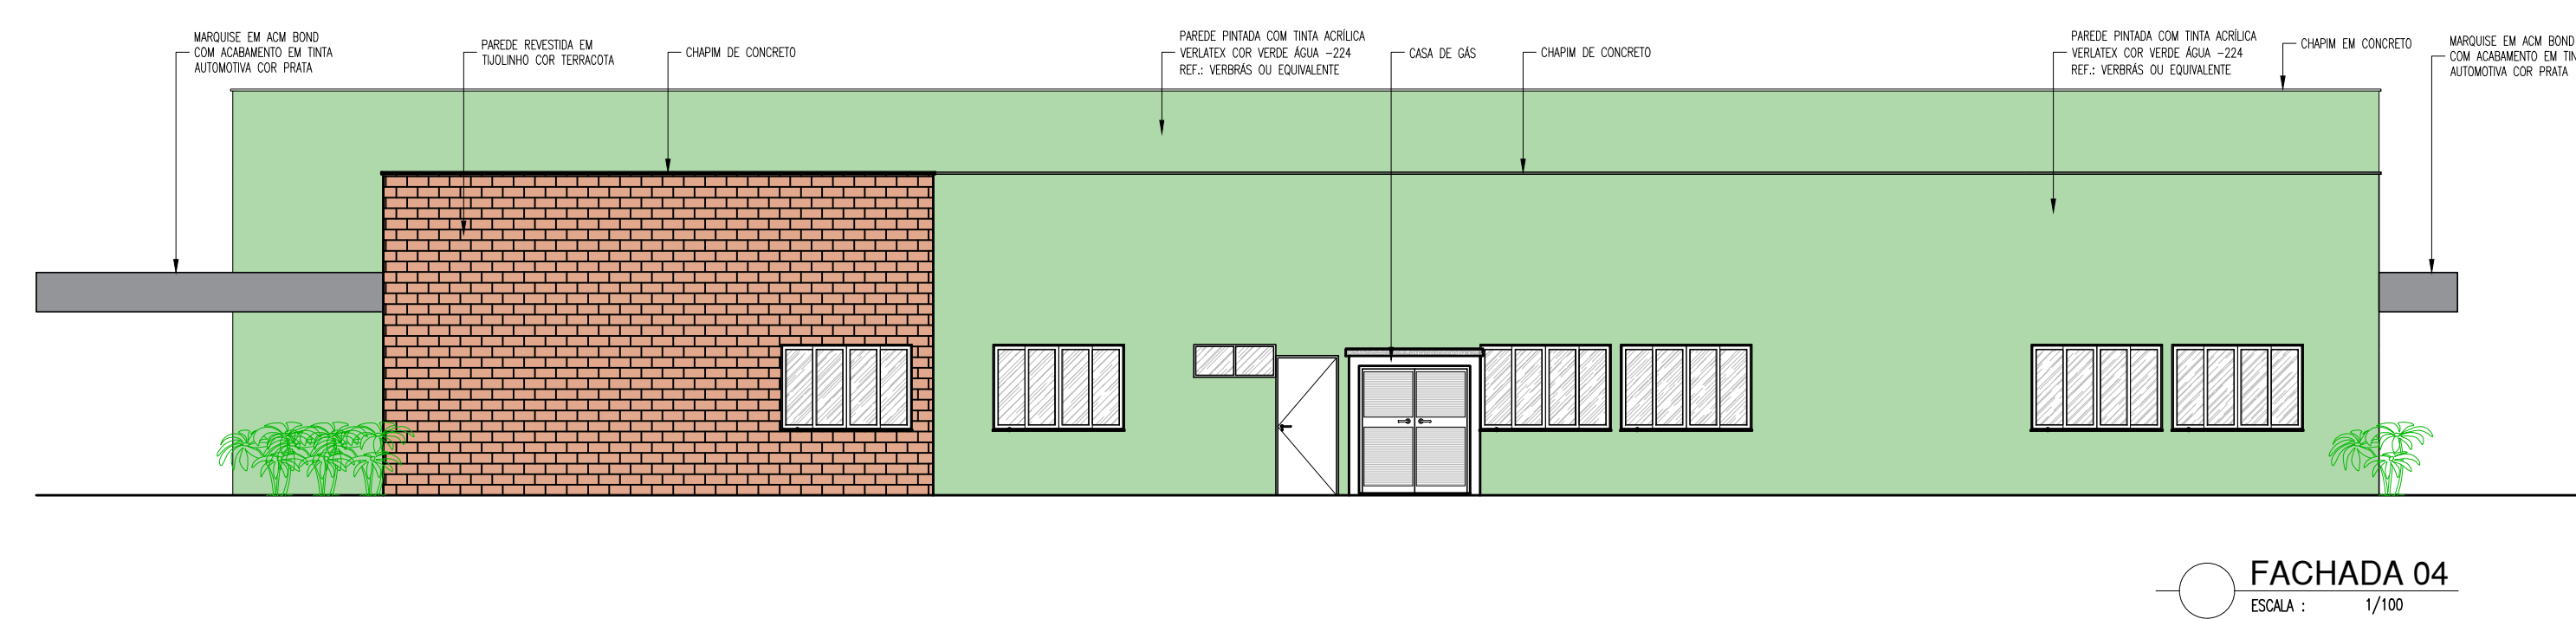 MARQUISE EM ACM BOND
COM ACABAMENTO EM TINTA
AUTOMOTIVA COR PRATA
PAREDE REVESTIDA EM
TIJOLINHO COR TERRACOTA
CHAPIM DE CONCRETO
PAREDE PINTADA COM TINTA ACRÍLICA
VERLATEX COR VERDE ÁGUA -224
REF.: VERBRÁS OU EQUIVALENTE
CASA DE GÁS
CHAPIM DE CONCRETO
PAREDE PINTADA COM TINTA ACRÍLICA
VERLATEX COR VERDE ÁGUA -224
REF.: VERBRÁS OU EQUIVALENTE
CHAPIM EM CONCRETO
MARQUISE EM ACM BOND
COM ACABAMENTO EM
AUTOMOTIVA COR PRATA
FACHADA 04
ESCALA : 1/100